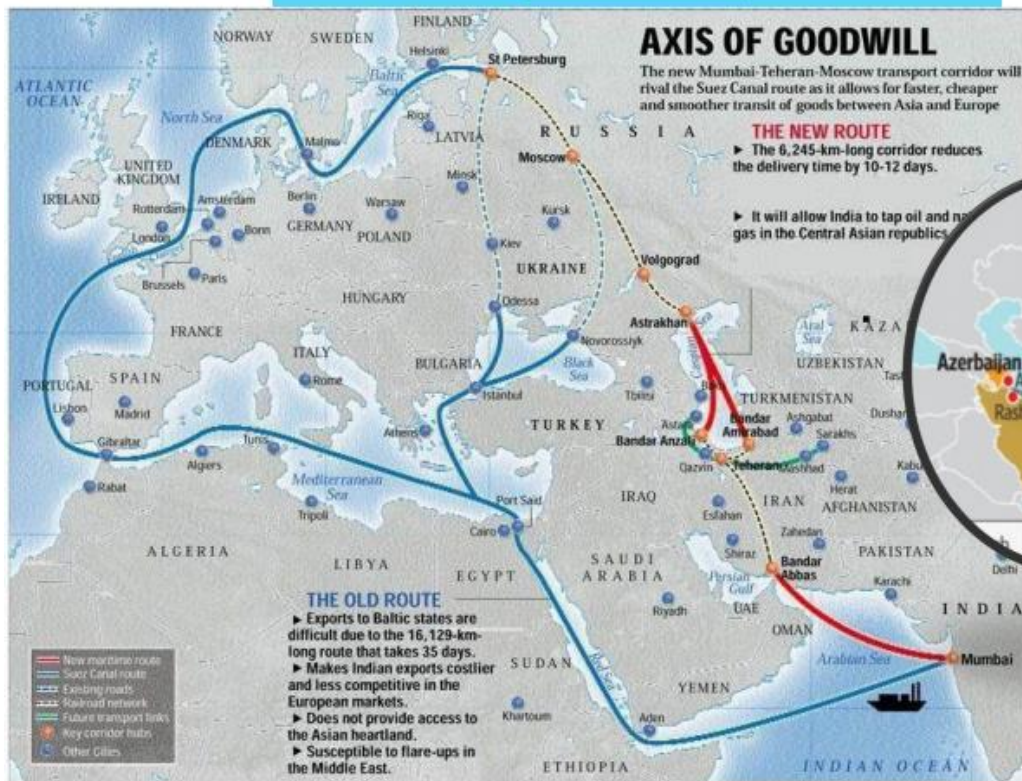 AXIS OF GOODWILL
The new Mumbai-Teheran-Moscow transport corridor will
rival the Suez Canal route as it allows for faster, cheaper
and smoother transit of goods between Asia and Europe
THE NEW ROUTE
► The 6,245-km-long corridor reduces
the delivery time by 10-12 days.
► It will allow India to tap oil and
gas in the Central Asian republics
NORWAY
SWEDEN
FINLAND
Helsinki
St Petersburg
ATLANTIC
OCEAN
North Sea
Baltic
Sea
Riga
LATVIA
RUSSIA
DENMARK
Malmo
Moscow
UNITED
KINGDOM
IRELAND
Minsk
Amsterdam
Rotterdam
London
Berlin
GERMANY
Warsaw
POLAND
Kursk
Bonn
Brussels
Paris
Kiev
UKRAINE
Volgograd
HUNGARY
Odessa
Astrakhan
Sea
Aral
Sea
FRANCE
Novorossiyk
ITALY
BULGARIA
Black
Sea
UZBEKISTAN
Azerbaijan
PORTUGAL
SPAIN
Rome
Istanbul
Tbilisi
Baku
TURKMENISTAN
Lisbon
Madrid
TURKEY
Bandar
Amirabad
Ashgabat
Athens
Bandar Anzali
Sarakhs
Gibraltar
Tunis
Algiers
Qazvin
Teheran
Mashhad
Rabat
Mediterranean
Sea
Port Said
IRAQ
IRAN
Herat
AFGHANISTAN
Tripoli
Cairo
Esfahan
Zahedan
ALGERIA
LIBYA
EGYPT
SAUDI
ARABIA
Shiraz
Bandar
Abbas
PAKISTAN
Delhi
Persian
Gulf
Karachi
Riyadh
UAE
INDIA
THE OLD ROUTE
► Exports to Baltic states are
difficult due to the 16,129-km-
long route that takes 35 days.
► Makes Indian exports costlier
and less competitive in the
European markets.
► Does not provide access to
the Asian heartland.
► Susceptible to flare-ups in
the Middle East.
OMAN
SUDAN
Red Sea
Arabian Sea
Mumbai
YEMEN
Khartoum
Aden
ETHIOPIA
INDIAN OCEAN
New maritime route
Suez Canal route
Existing roads
Railroad network
Future transport links
Key corridor hubs
Other Cities